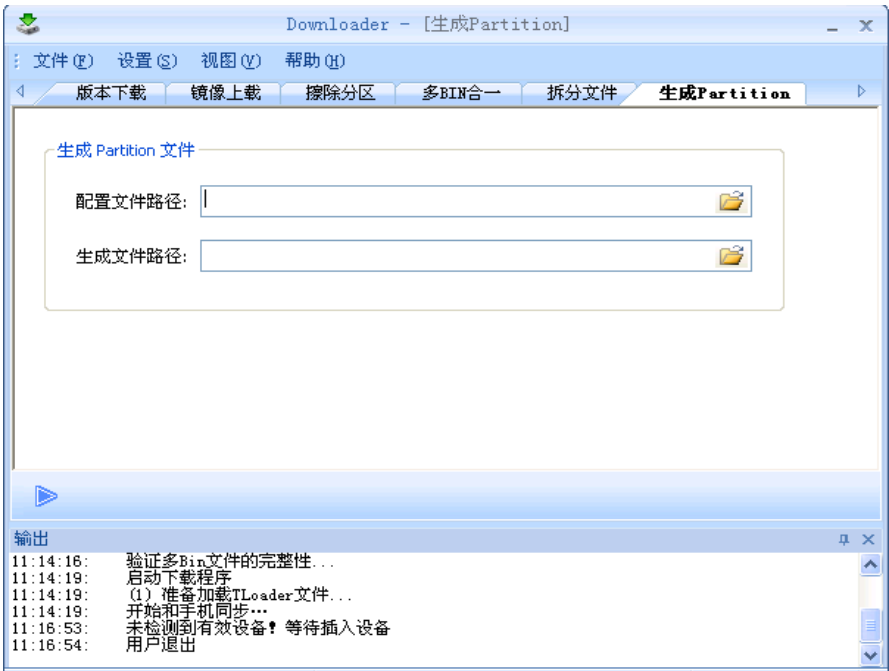 Downloader - [生成Partition]
文件(F) 设置(S) 视图(V) 帮助(H)
版本下载 镜像上载 擦除分区 多BIN合一 拆分文件 生成Partition
生成 Partition 文件
配置文件路径:
生成文件路径:
输出
11:14:16: 验证多Bin文件的完整性...
11:14:19: 启动下载程序
11:14:19: (1) 准备加载TLoader文件...
11:14:19: 开始和手机同步…
11:16:53: 未检测到有效设备! 等待插入设备
11:16:54: 用户退出